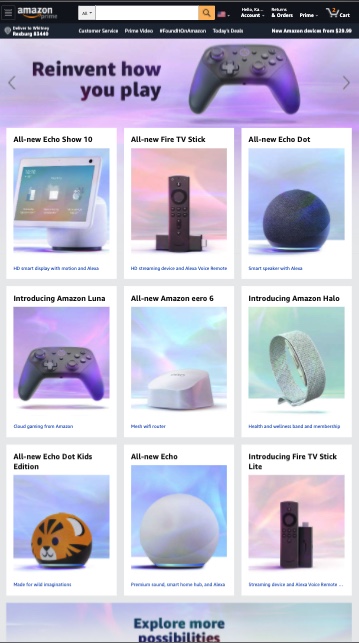 amazon
prime
All
Hello, Ka...
Account
Returns
& Orders
Prime
2
Cart
Deliver to Whitney
Rexburg 83440
Customer Service Prime Video #FoundItOnAmazon Today's Deals
New Amazon devices from $39.99
Reinvent how
you play
All-new Echo Show 10
All-new Fire TV Stick
All-new Echo Dot
HD smart display with motion and Alexa
HD streaming device and Alexa Voice Remote
Smart speaker with Alexa
Introducing Amazon Luna
All-new Amazon eero 6
Introducing Amazon Halo
Cloud gaming from Amazon
Mesh wifi router
Health and wellness band and membership
All-new Echo Dot Kids
Edition
All-new Echo
Introducing Fire TV Stick
Lite
Made for wild imaginations
Premium sound, smart home hub, and Alexa
Streaming device and Alexa Voice Remote ...
Explore more
possibilities